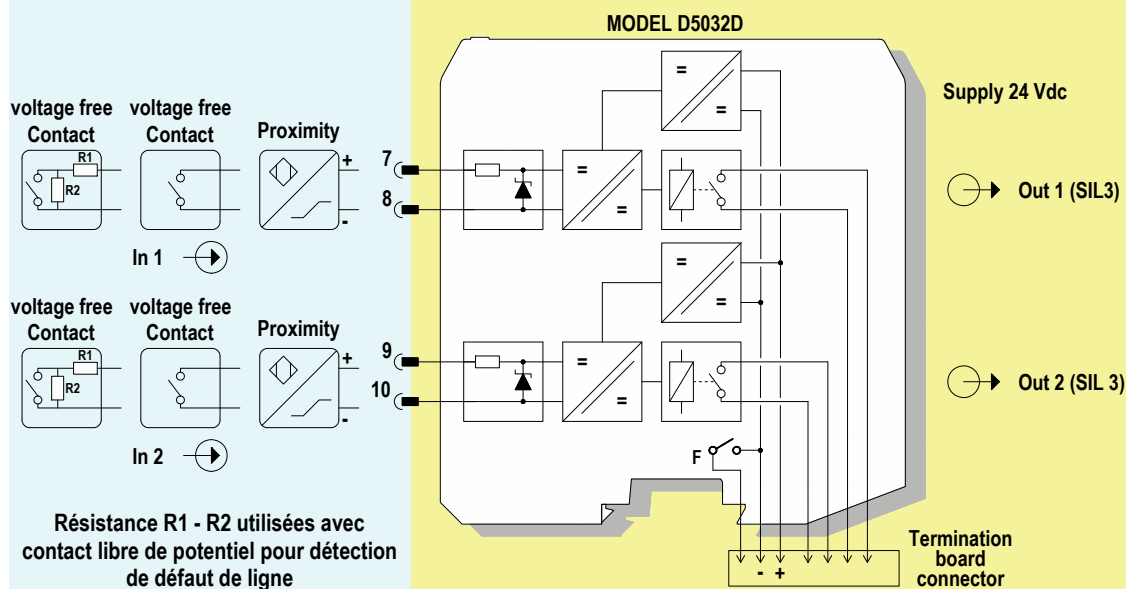 MODEL D5032D
Supply 24 Vdc
voltage free
Contact
voltage free
Contact
Proximity
R1
R2
+
-
7
8
In 1
=
=
=
=
Out 1 (SIL3)
voltage free
Contact
voltage free
Contact
Proximity
R1
R2
+
-
9
10
In 2
=
=
=
=
Out 2 (SIL 3)
F
Résistance R1 - R2 utilisées avec
contact libre de potentiel pour détection
de défaut de ligne
- +
Termination
board
connector